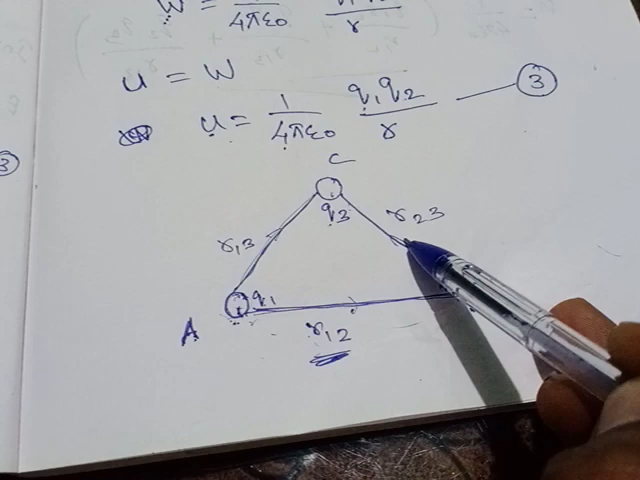 W = 1/4πε0
u = W
u = 1/4πε0 q1q2/r — 3
C
q3
r13 r23
q1
A
r12
3